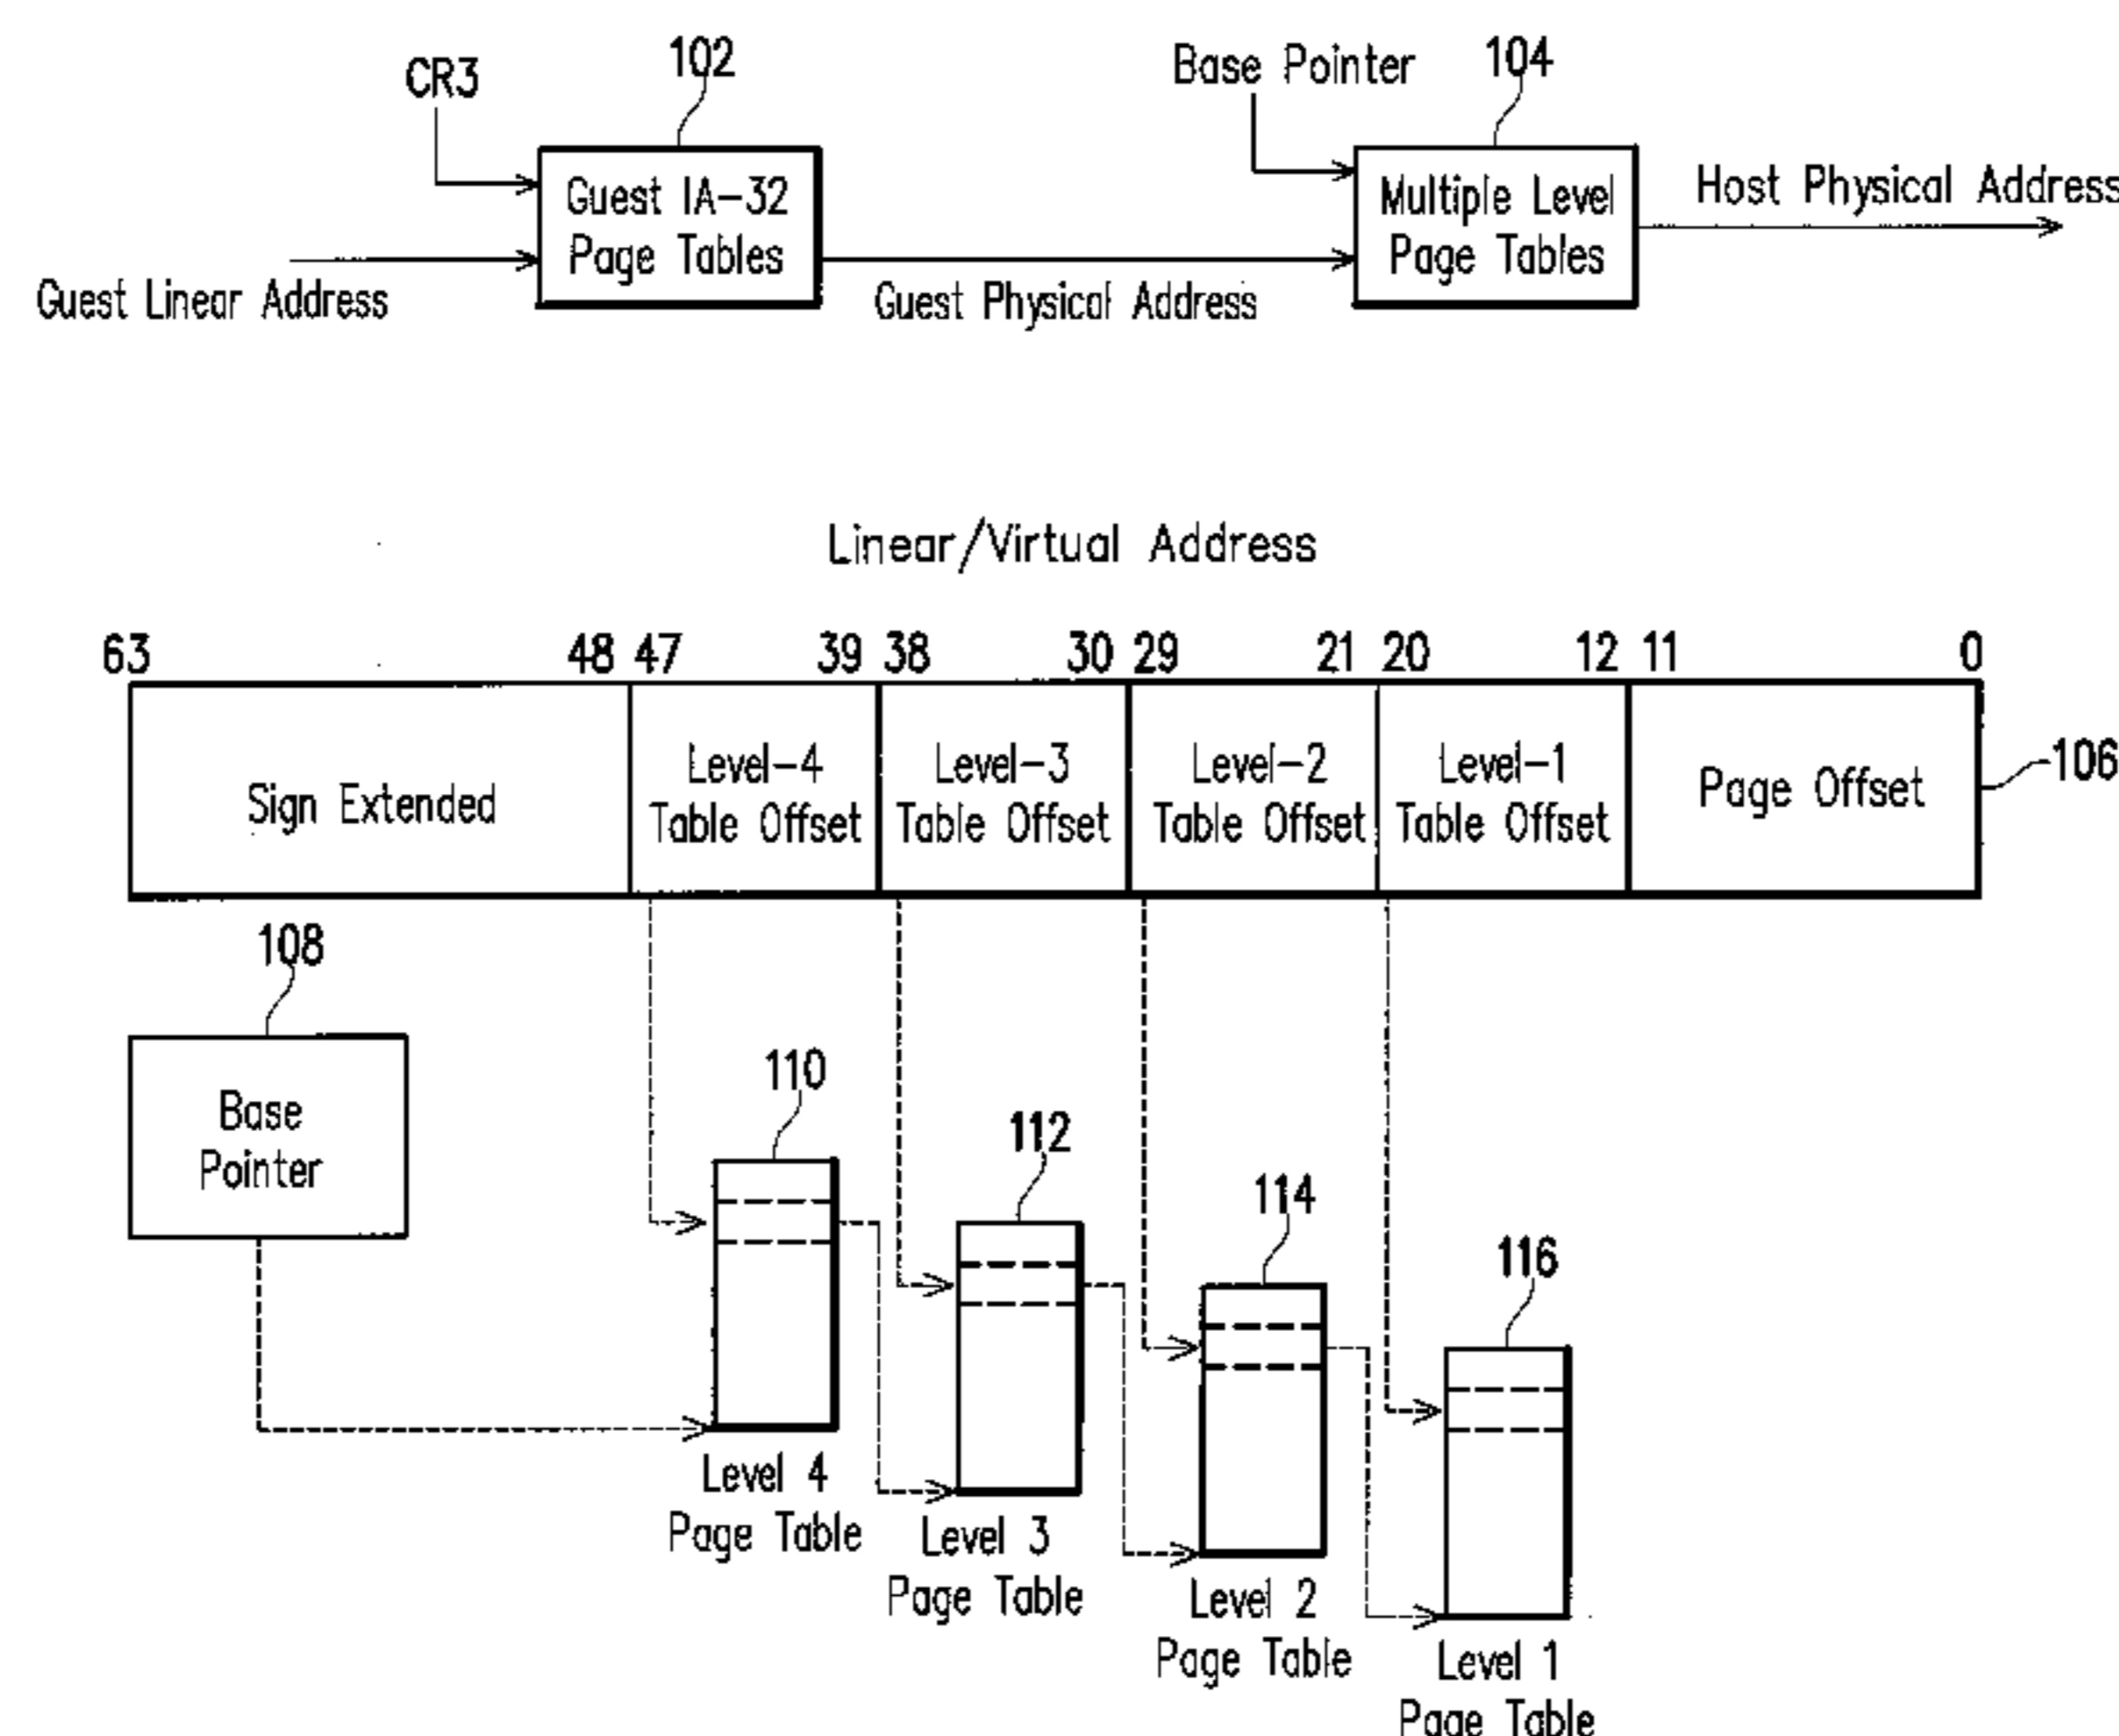 CR3
102
Base Pointer
104
Guest IA-32
Page Tables
Multiple Level
Page Tables
Host Physical Address
Guest Linear Address
Guest Physical Address
Linear/Virtual Address
63 48 47 39 38 30 29 21 20 12 11 0
Sign Extended
Level-4
Table Offset
Level-3
Table Offset
Level-2
Table Offset
Level-1
Table Offset
Page Offset
106
108
Base
Pointer
110
112
114
116
Level 4
Page Table
Level 3
Page Table
Level 2
Page Table
Level 1
Page Table